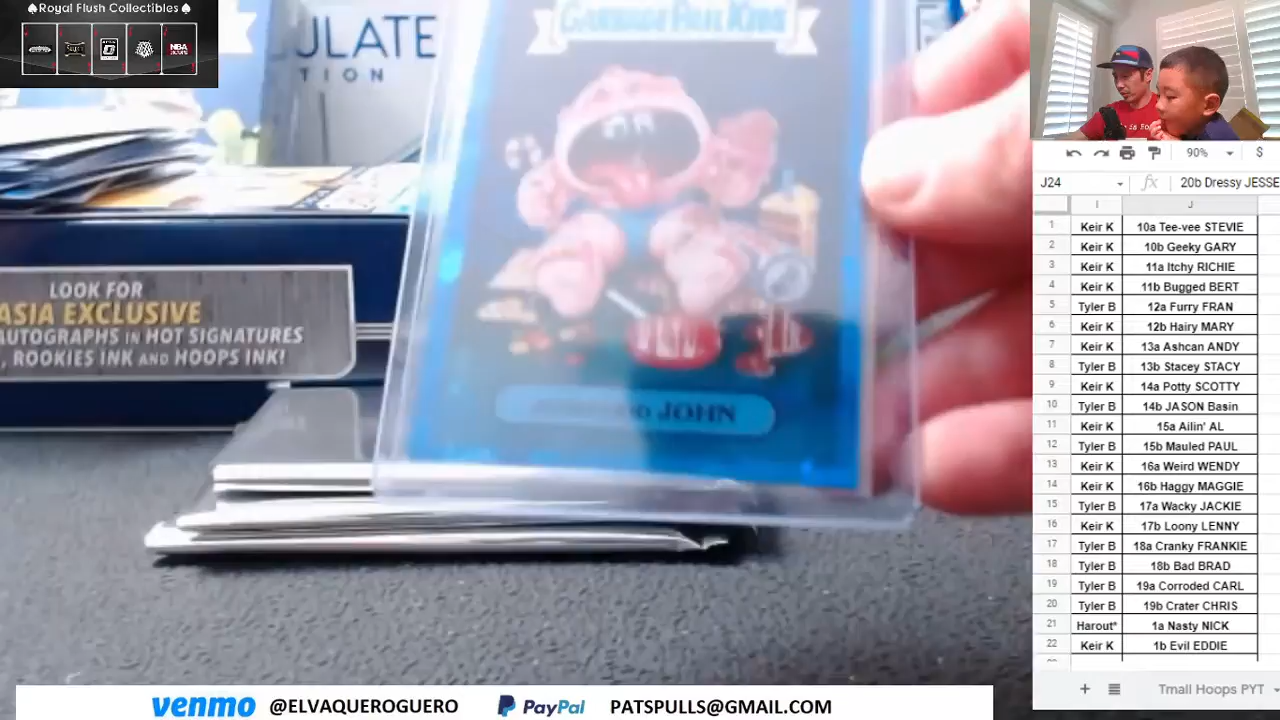 ♠Royal Flush Collectibles♠
NBA
ULATE
TION
GARBAGE PAIL KIDS
JOHN
LOOK FOR
ASIA EXCLUSIVE
AUTOGRAPHS IN HOT SIGNATURES
, ROOKIES INK AND HOOPS INK!
90% $
J24 fx 20b Dressy JESSE
I J
1 Keir K 10a Tee-vee STEVIE
2 Keir K 10b Geeky GARY
3 Keir K 11a Itchy RICHIE
4 Keir K 11b Bugged BERT
5 Tyler B 12a Furry FRAN
6 Keir K 12b Hairy MARY
7 Keir K 13a Ashcan ANDY
8 Tyler B 13b Stacey STACY
9 Keir K 14a Potty SCOTTY
10 Tyler B 14b JASON Basin
11 Keir K 15a Ailin' AL
12 Tyler B 15b Mauled PAUL
13 Keir K 16a Weird WENDY
14 Keir K 16b Haggy MAGGIE
15 Tyler B 17a Wacky JACKIE
16 Keir K 17b Loony LENNY
17 Tyler B 18a Cranky FRANKIE
18 Tyler B 18b Bad BRAD
19 Tyler B 19a Corroded CARL
20 Tyler B 19b Crater CHRIS
21 Harout* 1a Nasty NICK
22 Keir K 1b Evil EDDIE
+ Tmall Hoops PYT
venmo @ELVAQUEROGUERO PayPal PATSPULLS@GMAIL.COM